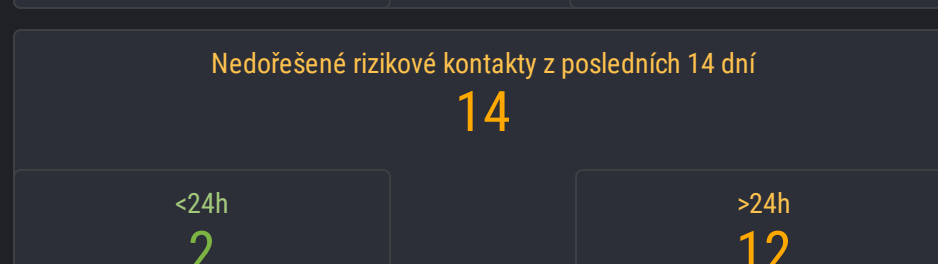 Nedořešené rizikové kontakty z posledních 14 dní
14
<24h
>24h
2
12